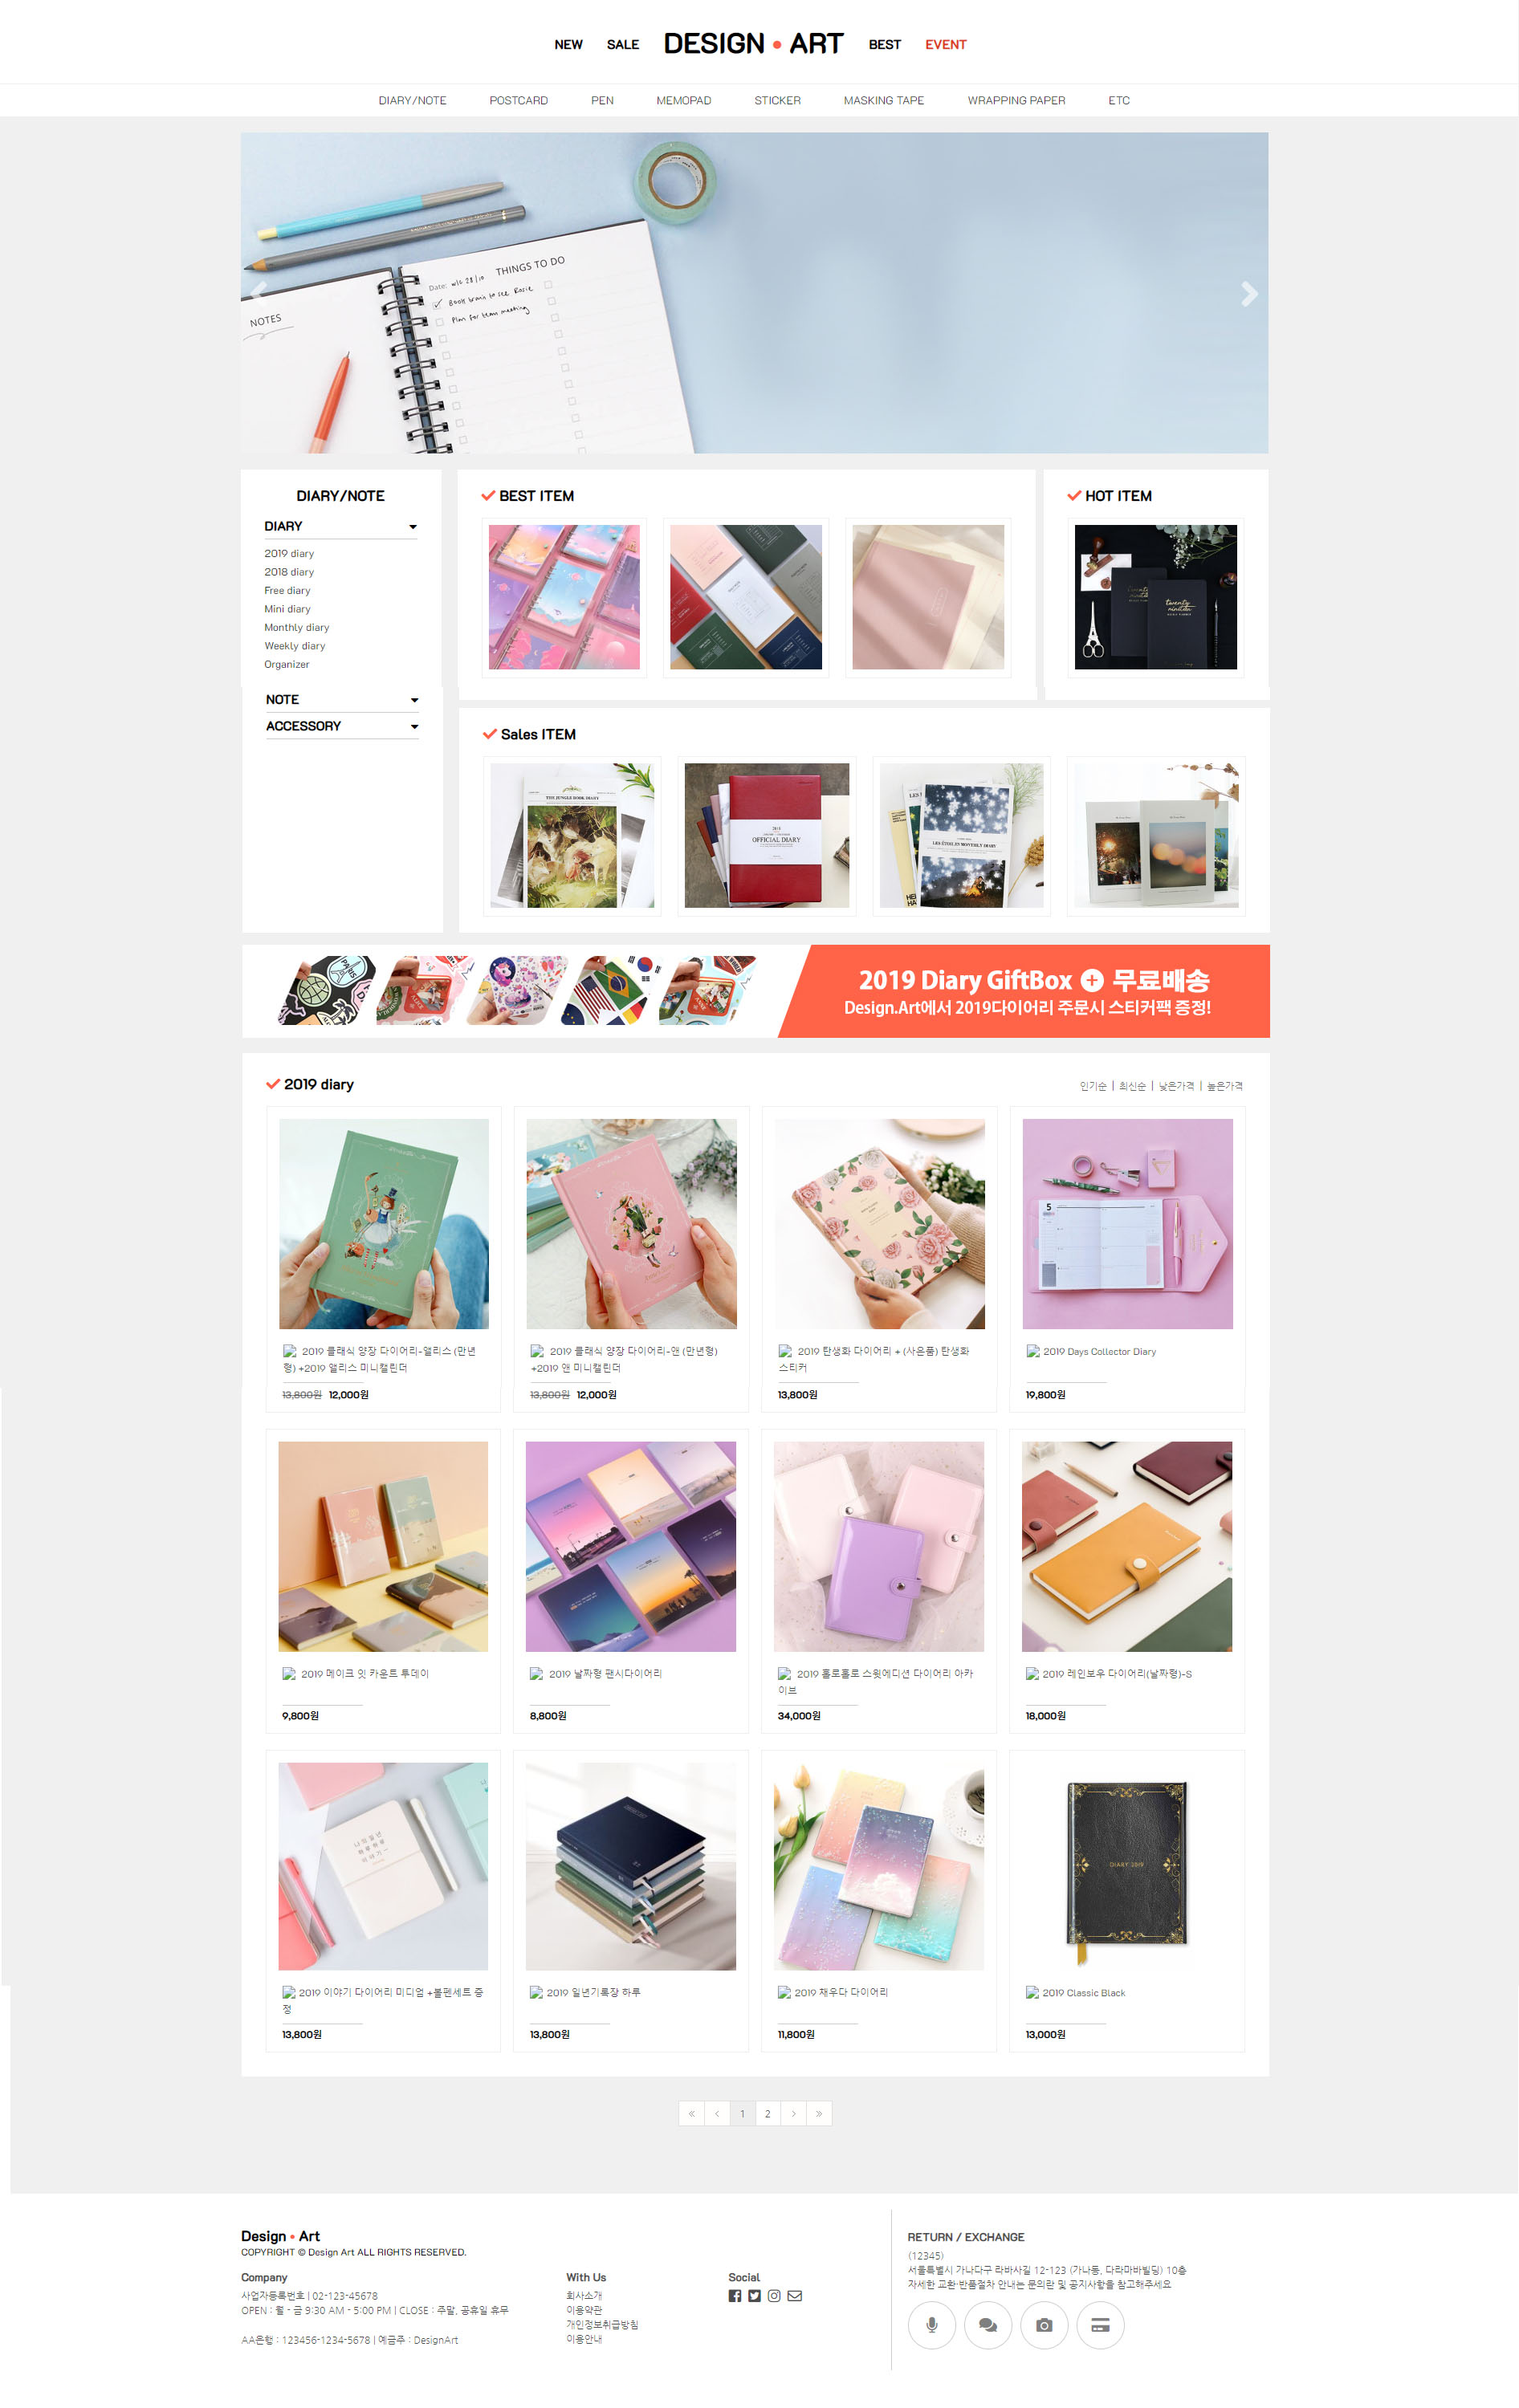 NEW SALE DESIGN • ART BEST EVENT
DIARY/NOTE POSTCARD PEN MEMOPAD STICKER MASKING TAPE WRAPPING PAPER ETC
NOTES
THINGS TO DO
Date: w/c 28/10
Book train to see Rosie
Plan for team meeting
DIARY/NOTE
DIARY
2019 diary
2018 diary
Free diary
Mini diary
Monthly diary
Weekly diary
Organizer
NOTE
ACCESSORY
BEST ITEM
HOT ITEM
twenty nineteen
Sales ITEM
THE JUNGLE BOOK DIARY
OFFICIAL DIARY
LES ÉTOILES MONTHLY DIARY
2019 Diary GiftBox + 무료배송
Design.Art에서 2019다이어리 주문시 스티커팩 증정!
2019 diary
인기순 | 최신순 | 낮은가격 | 높은가격
2019 클래식 양장 다이어리-앨리스 (만년
형) +2019 앨리스 미니캘린더
13,800원 12,000원
2019 클래식 양장 다이어리-앤 (만년형)
+2019 앤 미니캘린더
13,800원 12,000원
2019 탄생화 다이어리 + (사은품) 탄생화
스티커
13,800원
5
2019 Days Collector Diary
19,800원
2019 메이크 잇 카운트 투데이
9,800원
2019 날짜형 팬시다이어리
8,800원
2019 홀로홀로 스윗에디션 다이어리 아카
이브
34,000원
2019 레인보우 다이어리(날짜형)-S
18,000원
나의일년
하루하루
이야기
2019 이야기 다이어리 미디엄 +볼펜세트 증
정
13,800원
2019 일년기록장 하루
13,800원
2019 채우다 다이어리
11,800원
DIARY 2019
2019 Classic Black
13,000원
« ‹ 1 2 › »
Design • Art
COPYRIGHT © Design Art ALL RIGHTS RESERVED.
Company
사업자등록번호 | 02-123-45678
OPEN : 월 - 금 9:30 AM - 5:00 PM | CLOSE : 주말, 공휴일 휴무
AA은행 : 123456-1234-5678 | 예금주 : DesignArt
With Us
회사소개
이용약관
개인정보취급방침
이용안내
Social
RETURN / EXCHANGE
(12345)
서울특별시 가나다구 라바사길 12-123 (가나동, 다라마바빌딩) 10층
자세한 교환·반품절차 안내는 문의란 및 공지사항을 참고해주세요